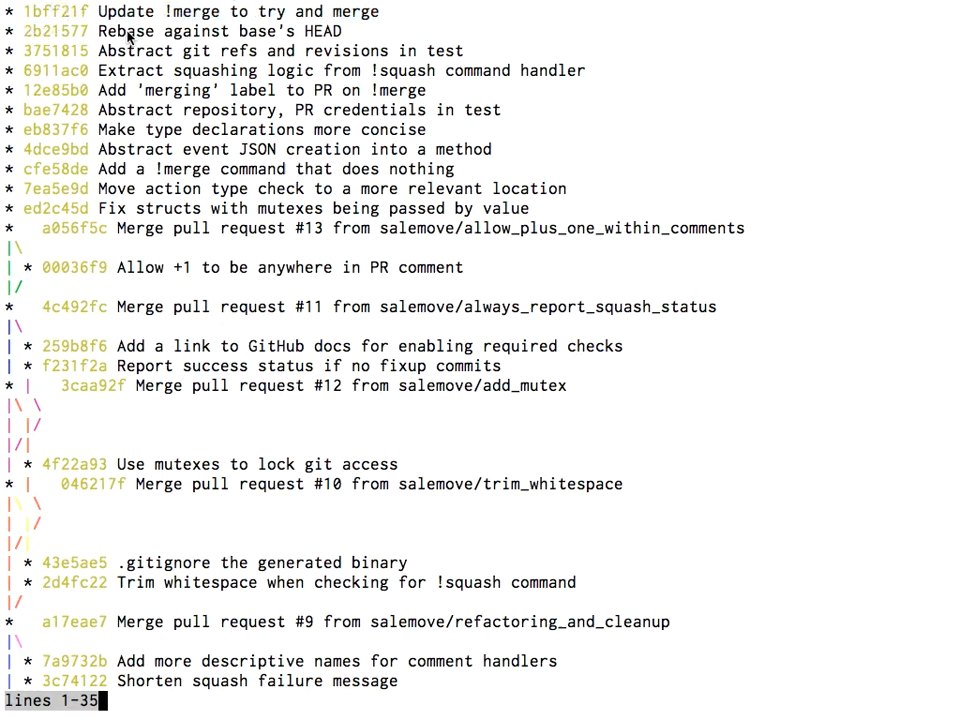 * 1bff21f Update !merge to try and merge
* 2b21577 Rebase against base's HEAD
* 3751815 Abstract git refs and revisions in test
* 6911ac0 Extract squashing logic from !squash command handler
* 12e85b0 Add 'merging' label to PR on !merge
* bae7428 Abstract repository, PR credentials in test
* eb837f6 Make type declarations more concise
* 4dce9bd Abstract event JSON creation into a method
* cfe58de Add a !merge command that does nothing
* 7ea5e9d Move action type check to a more relevant location
* ed2c45d Fix structs with mutexes being passed by value
*   a056f5c Merge pull request #13 from salemove/allow_plus_one_within_comments
|\
| * 00036f9 Allow +1 to be anywhere in PR comment
|/
*   4c492fc Merge pull request #11 from salemove/always_report_squash_status
|\
| * 259b8f6 Add a link to GitHub docs for enabling required checks
| * f231f2a Report success status if no fixup commits
* |   3caa92f Merge pull request #12 from salemove/add_mutex
|\ \
| |/
|/|
| * 4f22a93 Use mutexes to lock git access
* |   046217f Merge pull request #10 from salemove/trim_whitespace
|\ \
| |/
|/|
| * 43e5ae5 .gitignore the generated binary
| * 2d4fc22 Trim whitespace when checking for !squash command
|/
*   a17eae7 Merge pull request #9 from salemove/refactoring_and_cleanup
|\
| * 7a9732b Add more descriptive names for comment handlers
| * 3c74122 Shorten squash failure message
lines 1-35